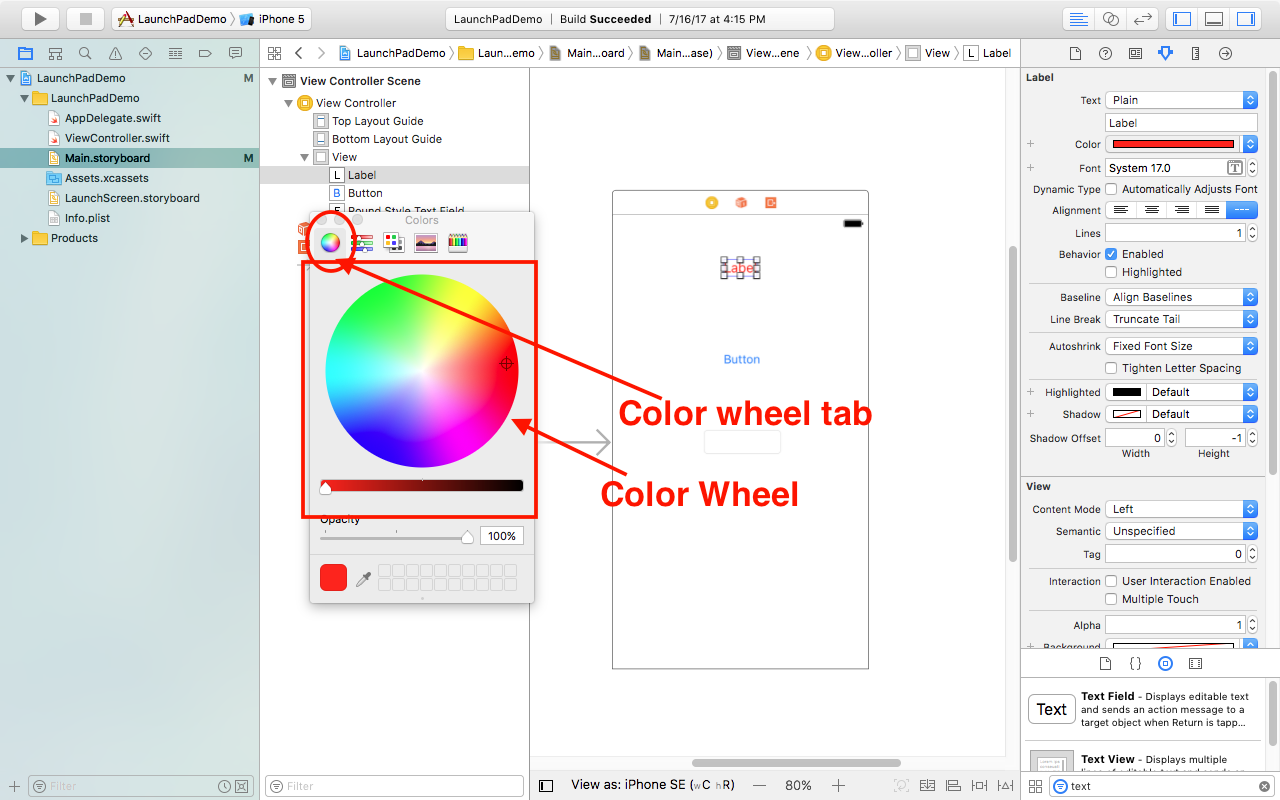 LaunchPadDemo
iPhone 5
LaunchPadDemo | Build Succeeded | 7/16/17 at 4:15 PM
LaunchPadDemo
Laun...emo
Main...oard
Main...ase)
View...ene
View...oller
View
L Label
LaunchPadDemo M
LaunchPadDemo
AppDelegate.swift
ViewController.swift
Main.storyboard M
Assets.xcassets
LaunchScreen.storyboard
Info.plist
Products
Filter
View Controller Scene
View Controller
Top Layout Guide
Bottom Layout Guide
View
L Label
B Button
F Round Style Text Field
Colors
Opacity
100%
Filter
Label
Button
Color wheel tab
Color Wheel
View as: iPhone SE (wC hR)
80%
Label
Text Plain
Label
Color
Font System 17.0 T
Dynamic Type Automatically Adjusts Font
Alignment
Lines 1
Behavior Enabled
Highlighted
Baseline Align Baselines
Line Break Truncate Tail
Autoshrink Fixed Font Size
Tighten Letter Spacing
Highlighted Default
Shadow Default
Shadow Offset 0 -1
Width Height
View
Content Mode Left
Semantic Unspecified
Tag 0
Interaction User Interaction Enabled
Multiple Touch
Alpha 1
Background
Text
Text Field - Displays editable text
and sends an action message to a
target object when Return is tapp...
Text View - Displays multiple
text